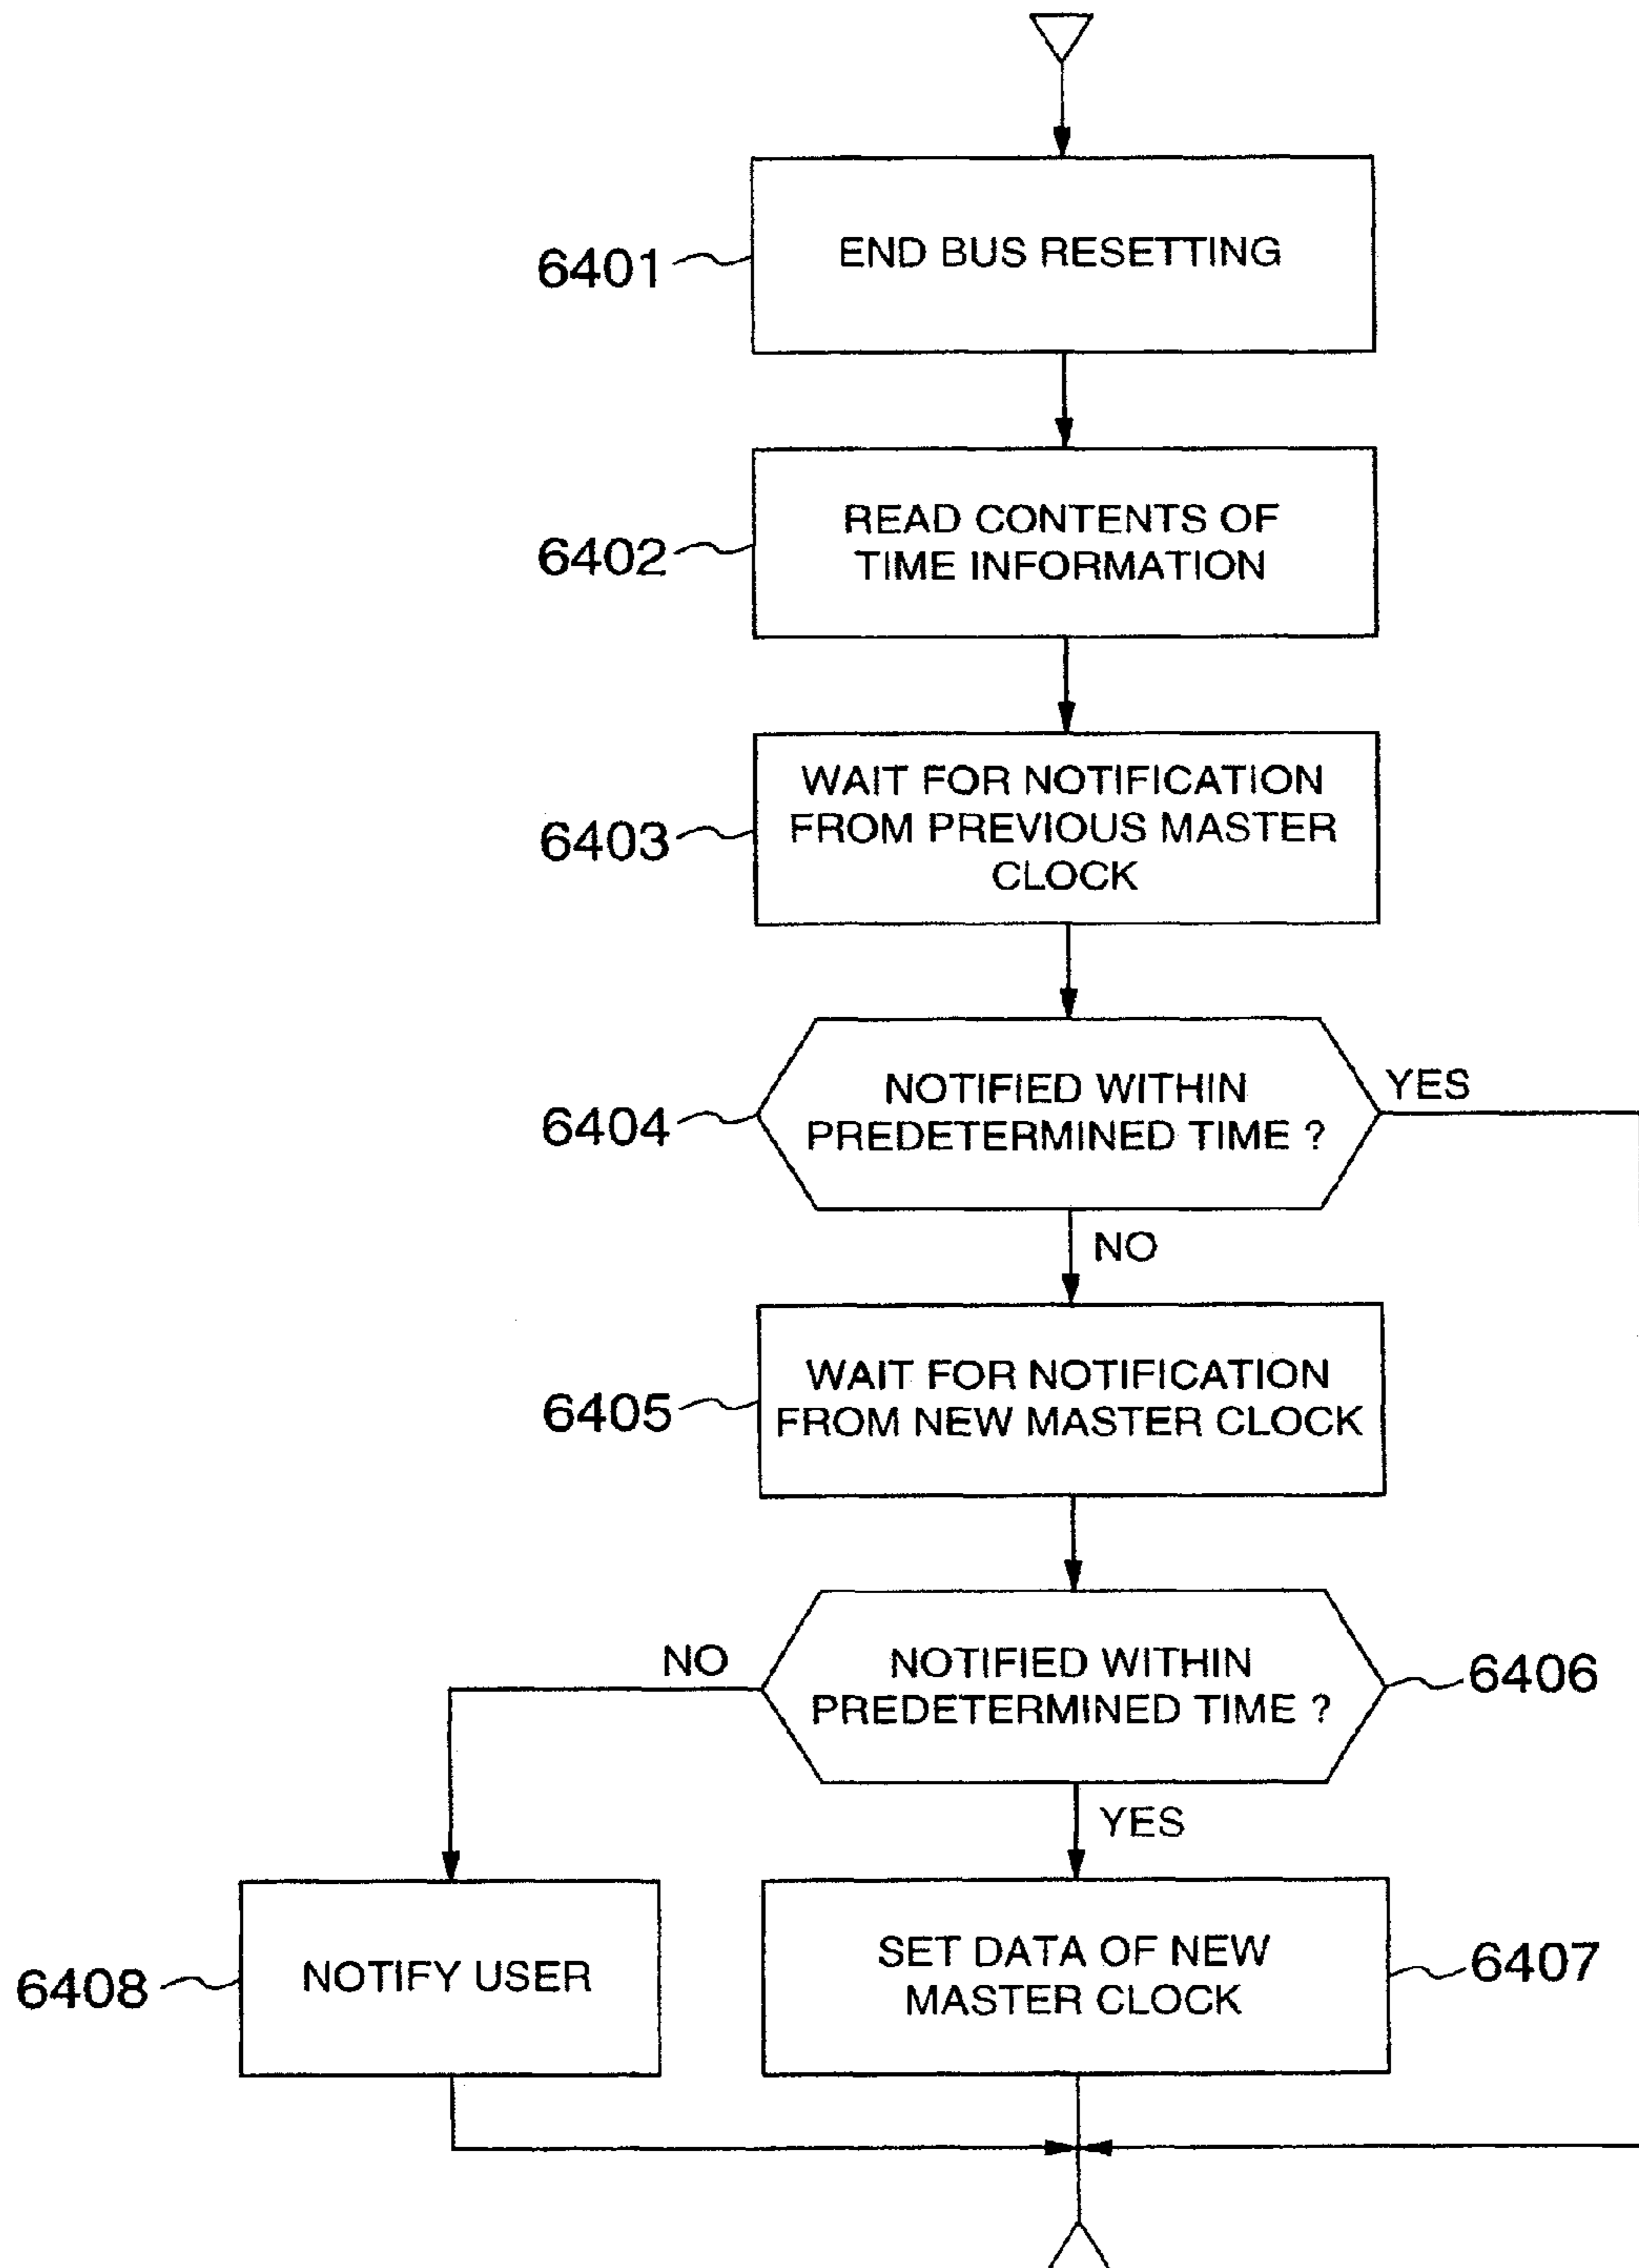 6401
END BUS RESETTING
6402
READ CONTENTS OF
TIME INFORMATION
6403
WAIT FOR NOTIFICATION
FROM PREVIOUS MASTER
CLOCK
6404
NOTIFIED WITHIN
PREDETERMINED TIME ?
YES
NO
6405
WAIT FOR NOTIFICATION
FROM NEW MASTER CLOCK
NO
NOTIFIED WITHIN
PREDETERMINED TIME ?
6406
YES
6408
NOTIFY USER
SET DATA OF NEW
MASTER CLOCK
6407